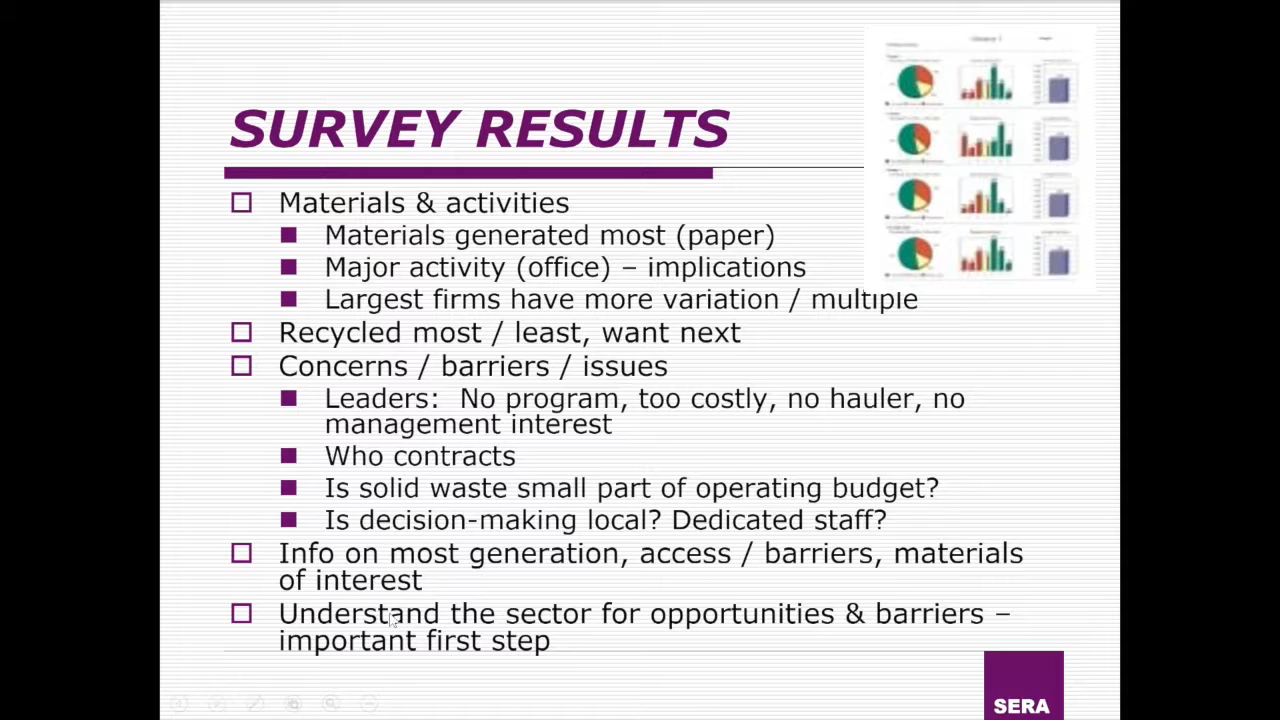 SURVEY RESULTS
Materials & activities
Materials generated most (paper)
Major activity (office) – implications
Largest firms have more variation / multiple
Recycled most / least, want next
Concerns / barriers / issues
Leaders:  No program, too costly, no hauler, no
management interest
Who contracts
Is solid waste small part of operating budget?
Is decision-making local? Dedicated staff?
Info on most generation, access / barriers, materials
of interest
Understand the sector for opportunities & barriers –
important first step
SERA